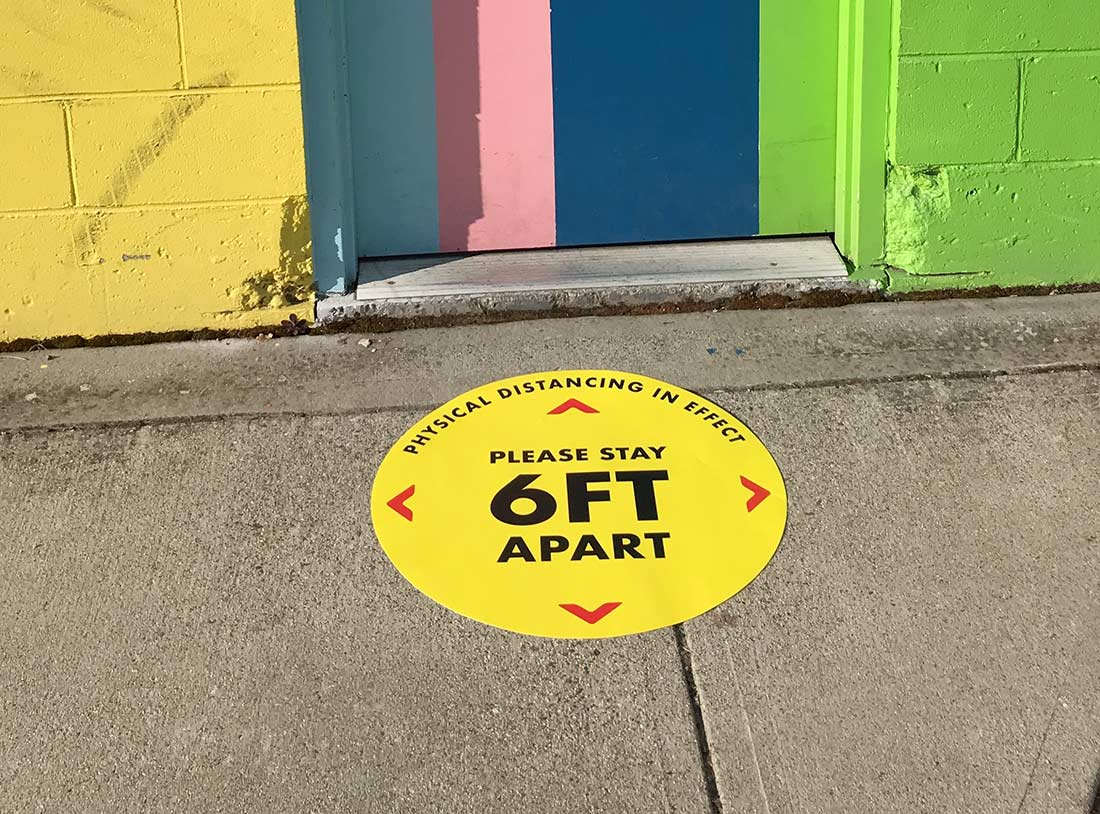 PHYSICAL DISTANCING IN EFFECT
PLEASE STAY
6FT
APART